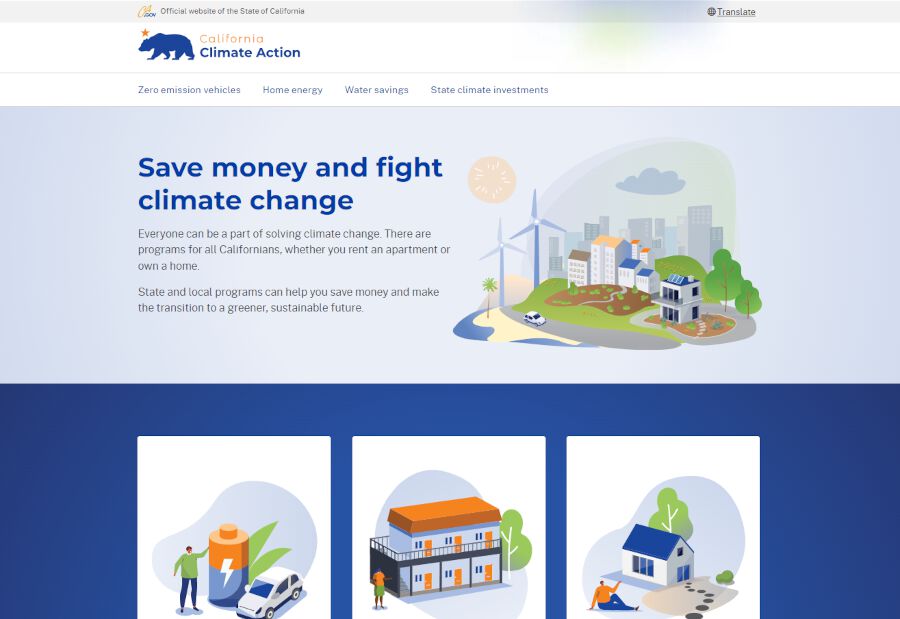 CA.GOV Official website of the State of California
Translate
California
Climate Action
Zero emission vehicles Home energy Water savings State climate investments
Save money and fight
climate change
Everyone can be a part of solving climate change. There are
programs for all Californians, whether you rent an apartment or
own a home.
State and local programs can help you save money and make
the transition to a greener, sustainable future.